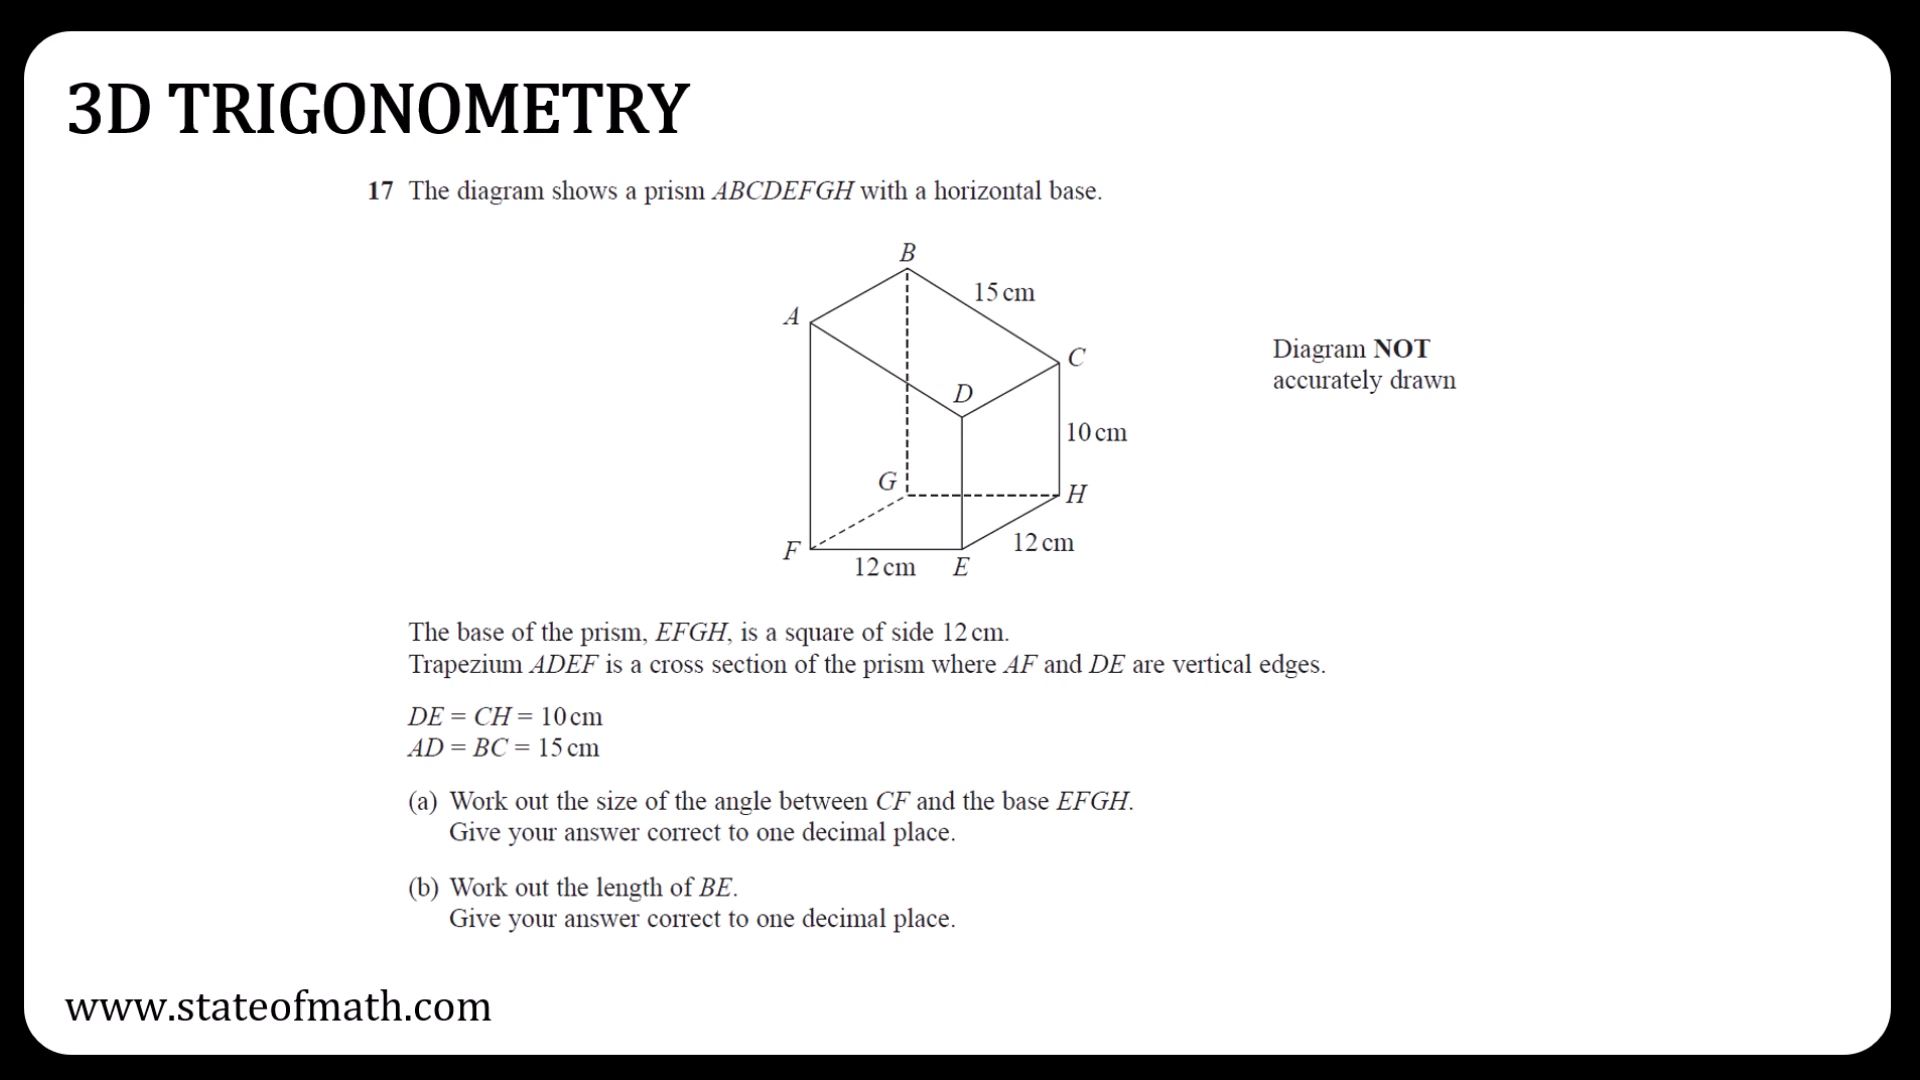 3D TRIGONOMETRY
17 The diagram shows a prism ABCDEFGH with a horizontal base.
B
15 cm
A
Diagram NOT
C
accurately drawn
D
10 cm
G
H
12 cm
F
12 cm E
The base of the prism, EFGH, is a square of side 12 cm.
Trapezium ADEF is a cross section of the prism where AF and DE are vertical edges.
DE = CH = 10 cm
AD = BC = 15 cm
(a) Work out the size of the angle between CF and the base EFGH.
Give your answer correct to one decimal place.
(b) Work out the length of BE.
Give your answer correct to one decimal place.
www.stateofmath.com